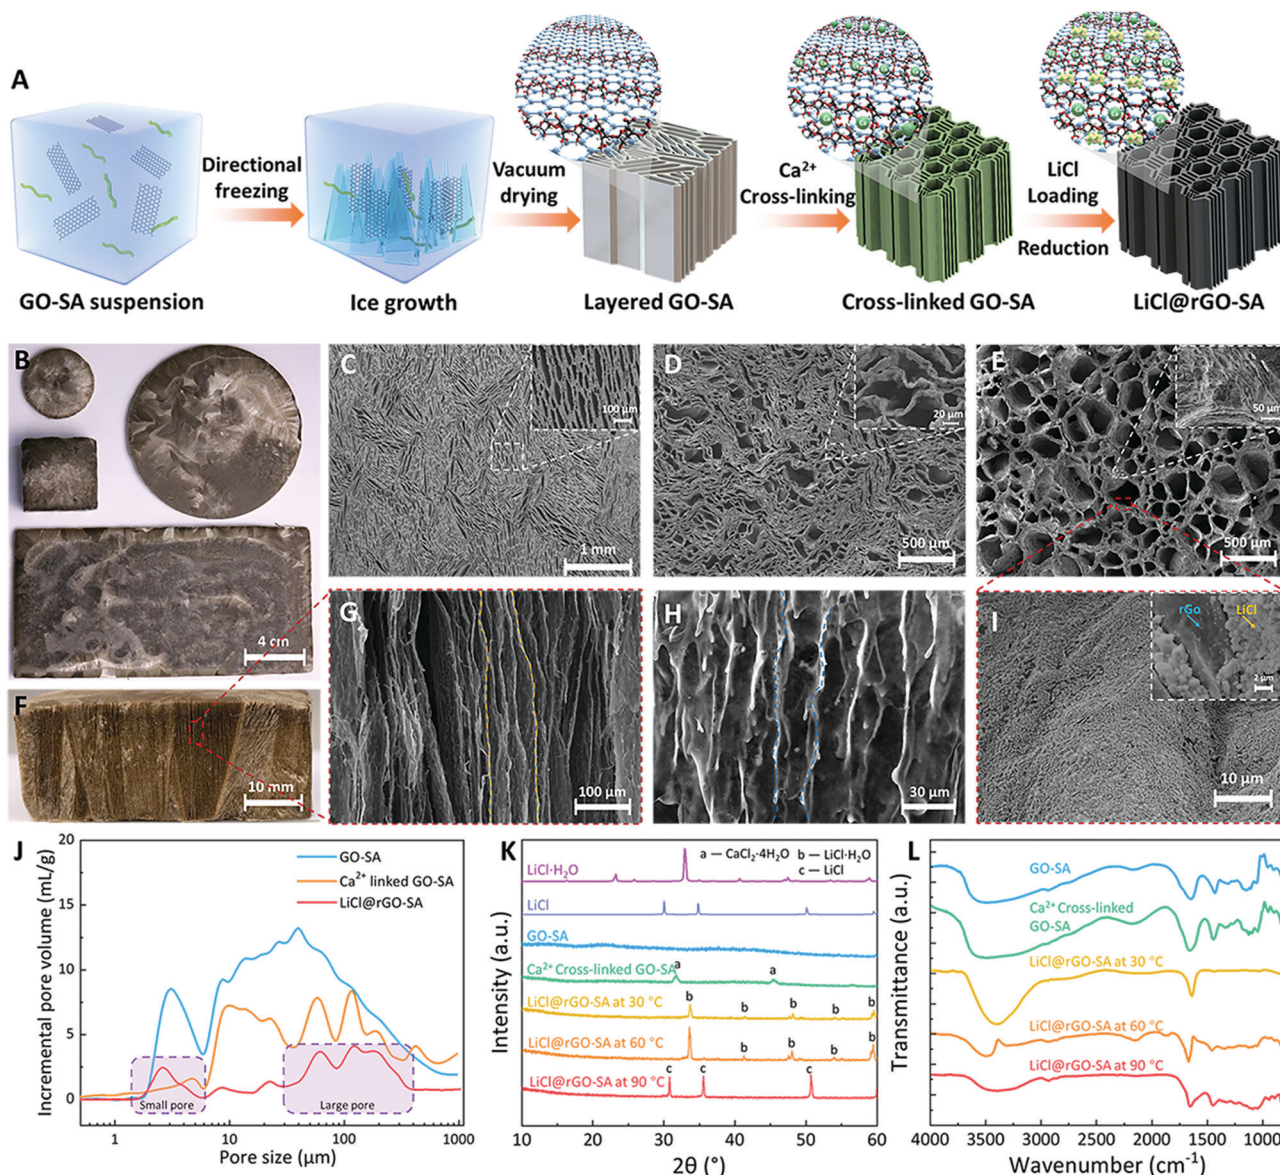 A
Directional
freezing
Vacuum
drying
Ca²⁺
Cross-linking
LiCl
Loading
Reduction
GO-SA suspension
Ice growth
Layered GO-SA
Cross-linked GO-SA
LiCl@rGO-SA
B
4 cm
C
100 µm
1 mm
D
20 µm
500 µm
E
50 µm
500 µm
F
10 mm
G
100 µm
H
30 µm
I
rGo
LiCl
2 µm
10 µm
J
GO-SA
Ca²⁺ linked GO-SA
LiCl@rGO-SA
Incremental pore volume (mL/g)
20
15
10
5
0
Small pore
Large pore
1
10
100
1000
Pore size (µm)
K
a — CaCl₂·4H₂O
b — LiCl·H₂O
c — LiCl
LiCl·H₂O
LiCl
GO-SA
Ca²⁺ Cross-linked GO-SA
a
a
LiCl@rGO-SA at 30 °C
b
b
b
b
b
LiCl@rGO-SA at 60 °C
b
b
b
b
LiCl@rGO-SA at 90 °C
c
c
c
Intensity (a.u.)
10
20
30
40
50
60
2θ (°)
L
GO-SA
Ca²⁺ Cross-linked
GO-SA
LiCl@rGO-SA at 30 °C
LiCl@rGO-SA at 60 °C
LiCl@rGO-SA at 90 °C
Transmittance (a.u.)
4000
3000
2000
1000
Wavenumber (cm⁻¹)